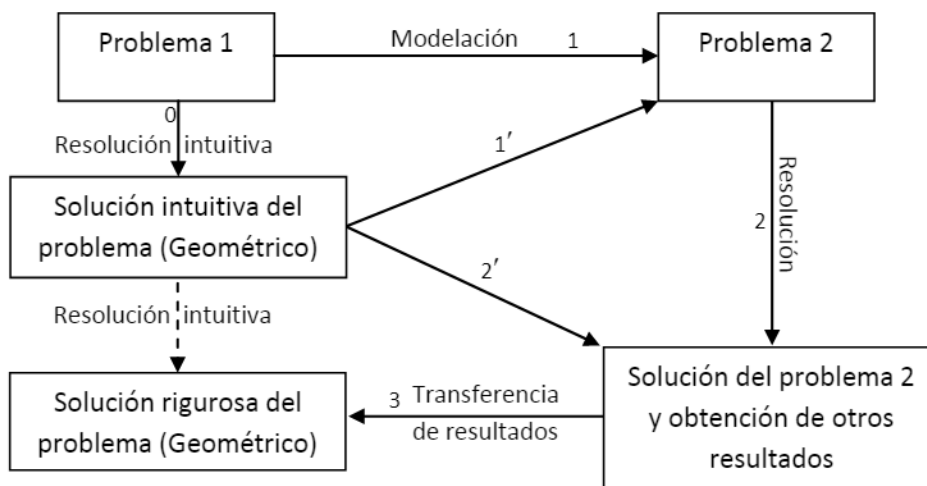 Problema 1
Modelación 1
Problema 2
0
Resolución intuitiva
1′
Resolución
2
Solución intuitiva del
problema (Geométrico)
2′
Resolución intuitiva
Solución rigurosa del
problema (Geométrico)
3 Transferencia
de resultados
Solución del problema 2
y obtención de otros
resultados